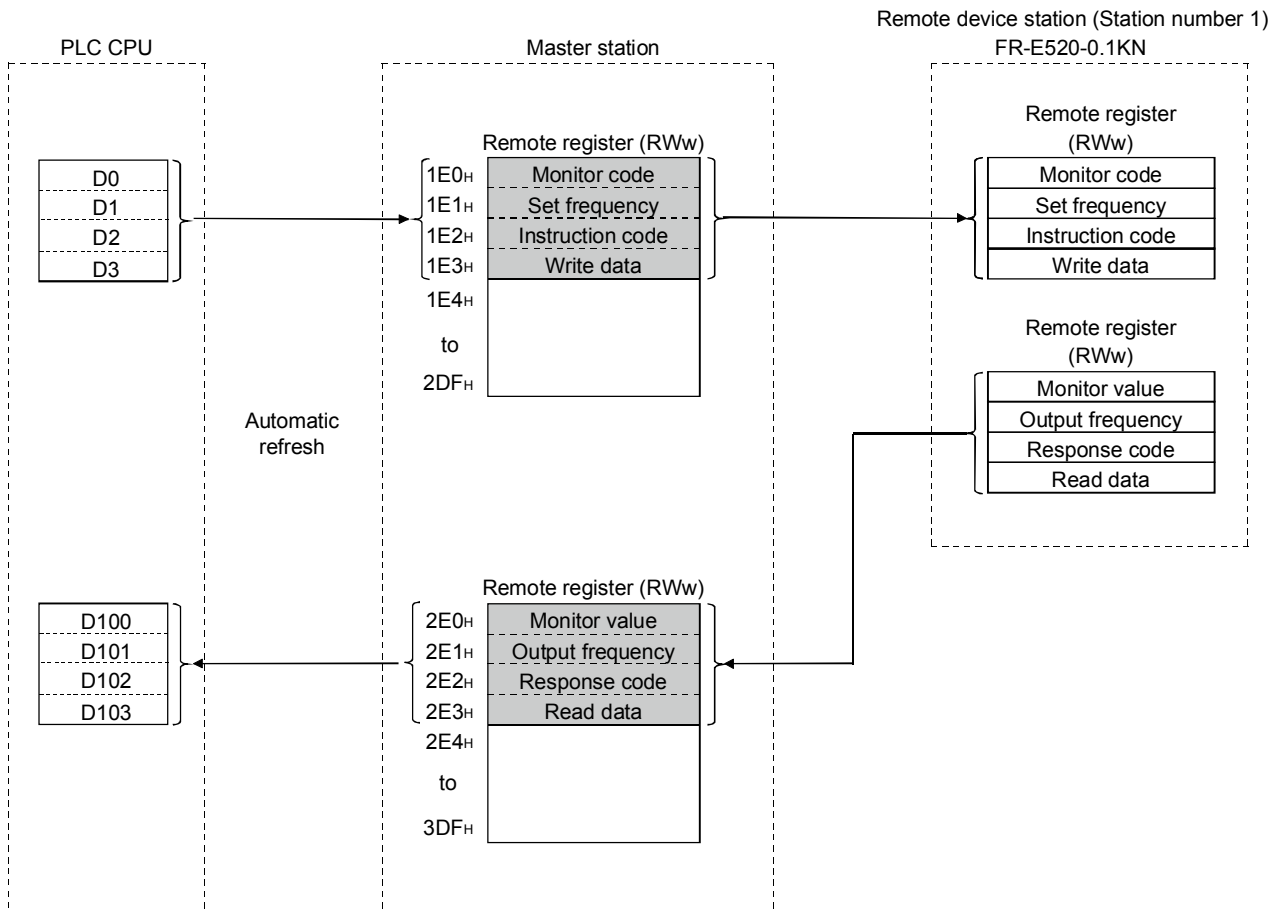 Remote device station (Station number 1)
PLC CPU
Master station
FR-E520-0.1KN
Remote register
(RWw)
Remote register (RWw)
D0
D1
D2
D3
1E0H Monitor code
1E1H Set frequency
1E2H Instruction code
1E3H Write data
1E4H
to
2DFH
Monitor code
Set frequency
Instruction code
Write data
Remote register
(RWw)
Monitor value
Output frequency
Response code
Read data
Automatic
refresh
Remote register (RWw)
D100
D101
D102
D103
2E0H Monitor value
2E1H Output frequency
2E2H Response code
2E3H Read data
2E4H
to
3DFH